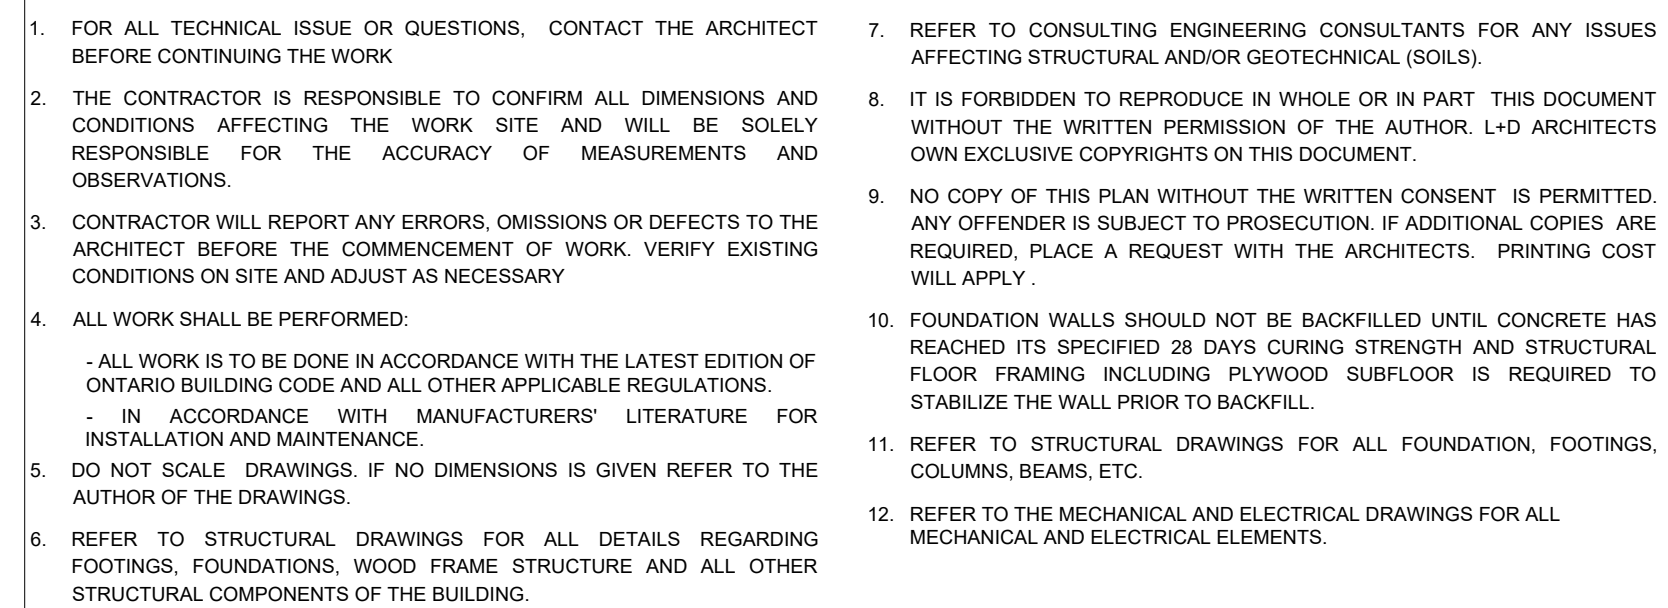 1. FOR ALL TECHNICAL ISSUE OR QUESTIONS, CONTACT THE ARCHITECT
BEFORE CONTINUING THE WORK
2. THE CONTRACTOR IS RESPONSIBLE TO CONFIRM ALL DIMENSIONS AND
CONDITIONS AFFECTING THE WORK SITE AND WILL BE SOLELY
RESPONSIBLE FOR THE ACCURACY OF MEASUREMENTS AND
OBSERVATIONS.
3. CONTRACTOR WILL REPORT ANY ERRORS, OMISSIONS OR DEFECTS TO THE
ARCHITECT BEFORE THE COMMENCEMENT OF WORK. VERIFY EXISTING
CONDITIONS ON SITE AND ADJUST AS NECESSARY
4. ALL WORK SHALL BE PERFORMED:
- ALL WORK IS TO BE DONE IN ACCORDANCE WITH THE LATEST EDITION OF
ONTARIO BUILDING CODE AND ALL OTHER APPLICABLE REGULATIONS.
- IN ACCORDANCE WITH MANUFACTURERS' LITERATURE FOR
INSTALLATION AND MAINTENANCE.
5. DO NOT SCALE DRAWINGS. IF NO DIMENSIONS IS GIVEN REFER TO THE
AUTHOR OF THE DRAWINGS.
6. REFER TO STRUCTURAL DRAWINGS FOR ALL DETAILS REGARDING
FOOTINGS, FOUNDATIONS, WOOD FRAME STRUCTURE AND ALL OTHER
STRUCTURAL COMPONENTS OF THE BUILDING.
7. REFER TO CONSULTING ENGINEERING CONSULTANTS FOR ANY ISSUES
AFFECTING STRUCTURAL AND/OR GEOTECHNICAL (SOILS).
8. IT IS FORBIDDEN TO REPRODUCE IN WHOLE OR IN PART THIS DOCUMENT
WITHOUT THE WRITTEN PERMISSION OF THE AUTHOR. L+D ARCHITECTS
OWN EXCLUSIVE COPYRIGHTS ON THIS DOCUMENT.
9. NO COPY OF THIS PLAN WITHOUT THE WRITTEN CONSENT IS PERMITTED.
ANY OFFENDER IS SUBJECT TO PROSECUTION. IF ADDITIONAL COPIES ARE
REQUIRED, PLACE A REQUEST WITH THE ARCHITECTS. PRINTING COST
WILL APPLY .
10. FOUNDATION WALLS SHOULD NOT BE BACKFILLED UNTIL CONCRETE HAS
REACHED ITS SPECIFIED 28 DAYS CURING STRENGTH AND STRUCTURAL
FLOOR FRAMING INCLUDING PLYWOOD SUBFLOOR IS REQUIRED TO
STABILIZE THE WALL PRIOR TO BACKFILL.
11. REFER TO STRUCTURAL DRAWINGS FOR ALL FOUNDATION, FOOTINGS,
COLUMNS, BEAMS, ETC.
12. REFER TO THE MECHANICAL AND ELECTRICAL DRAWINGS FOR ALL
MECHANICAL AND ELECTRICAL ELEMENTS.